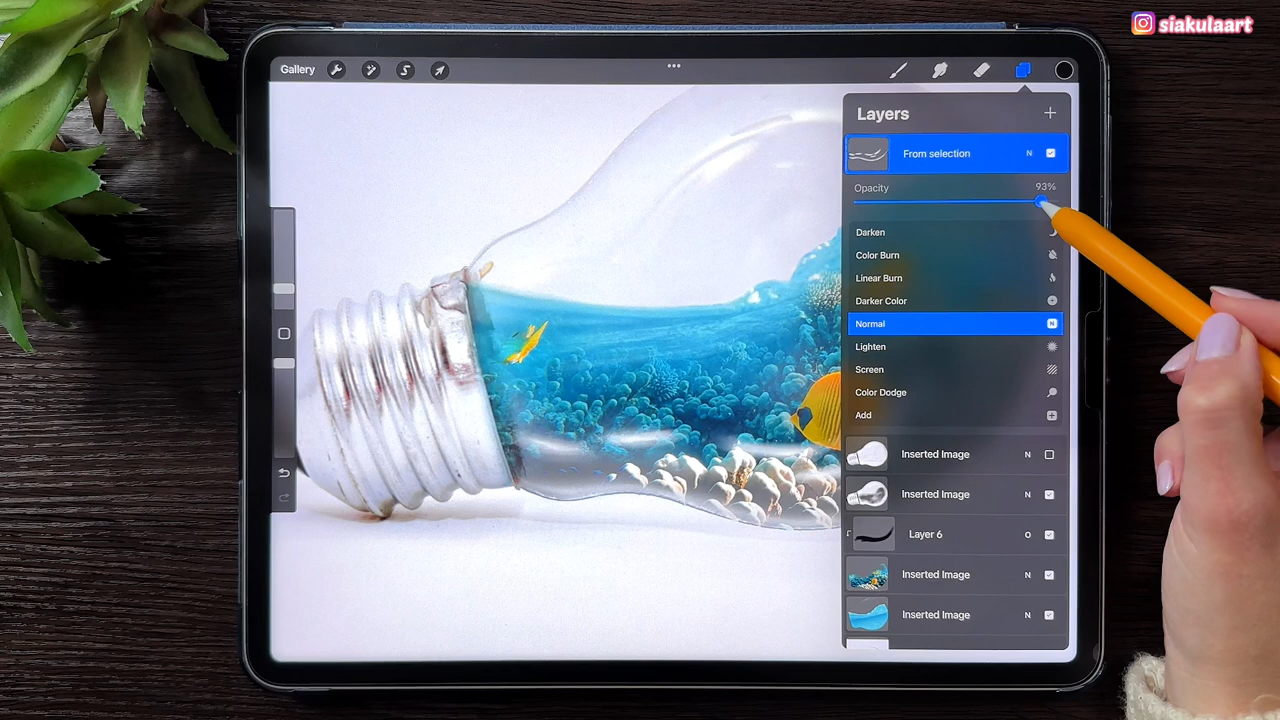 siakulaart
Gallery
Layers
From selection N
Opacity 93%
Darken
Color Burn
Linear Burn
Darker Color
Normal N
Lighten
Screen
Color Dodge
Add
Inserted Image N
Inserted Image N
Layer 6 O
Inserted Image N
Inserted Image N